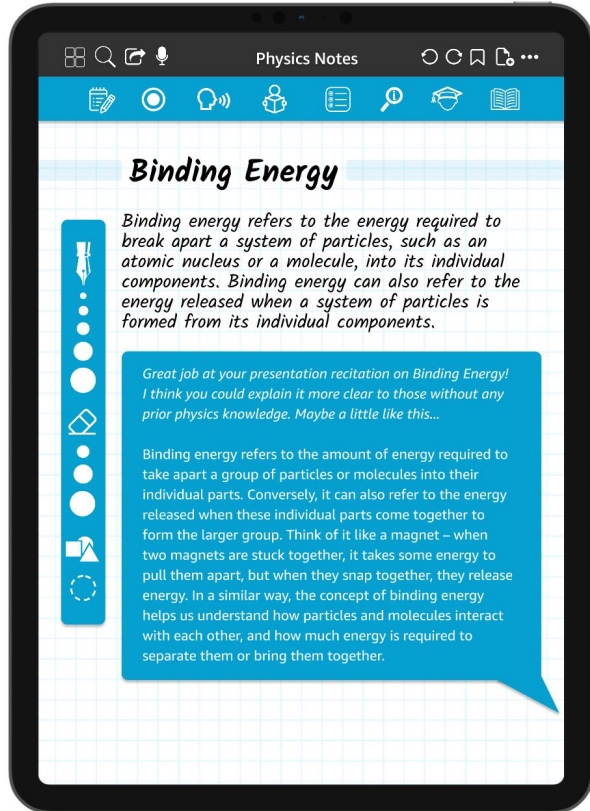 Physics Notes
Binding Energy
Binding energy refers to the energy required to
break apart a system of particles, such as an
atomic nucleus or a molecule, into its individual
components. Binding energy can also refer to the
energy released when a system of particles is
formed from its individual components.
Great job at your presentation recitation on Binding Energy!
I think you could explain it more clear to those without any
prior physics knowledge. Maybe a little like this...
Binding energy refers to the amount of energy required to
take apart a group of particles or molecules into their
individual parts. Conversely, it can also refer to the energy
released when these individual parts come together to
form the larger group. Think of it like a magnet – when
two magnets are stuck together, it takes some energy to
pull them apart, but when they snap together, they release
energy. In a similar way, the concept of binding energy
helps us understand how particles and molecules interact
with each other, and how much energy is required to
separate them or bring them together.